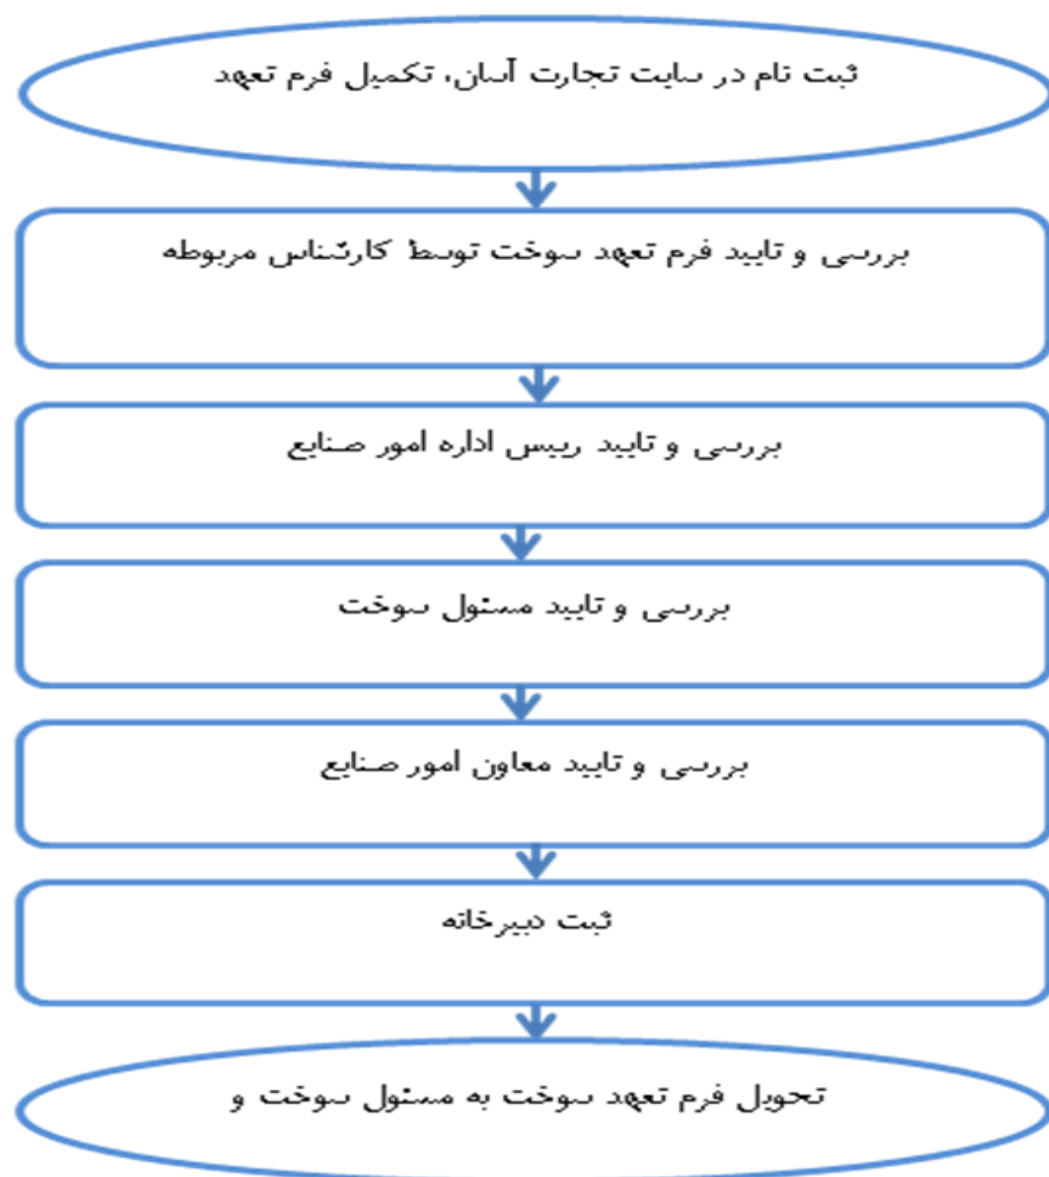 ثبت نام در سایت تجارت آسان، تکمیل فرم تعهد
بررسی و تایید فرم تعهد سوخت توسط کارشناس مربوطه
بررسی و تایید رییس اداره امور صنایع
بررسی و تایید مسئول سوخت
بررسی و تایید معاون امور صنایع
ثبت دبیرخانه
تحویل فرم تعهد سوخت به مسئول سوخت و